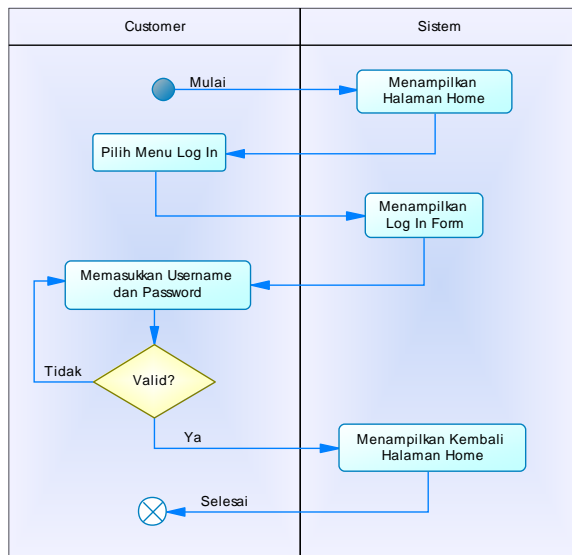 Customer
Sistem
Mulai
Menampilkan
Halaman Home
Pilih Menu Log In
Menampilkan
Log In Form
Memasukkan Username
dan Password
Tidak
Valid?
Ya
Menampilkan Kembali
Halaman Home
Selesai